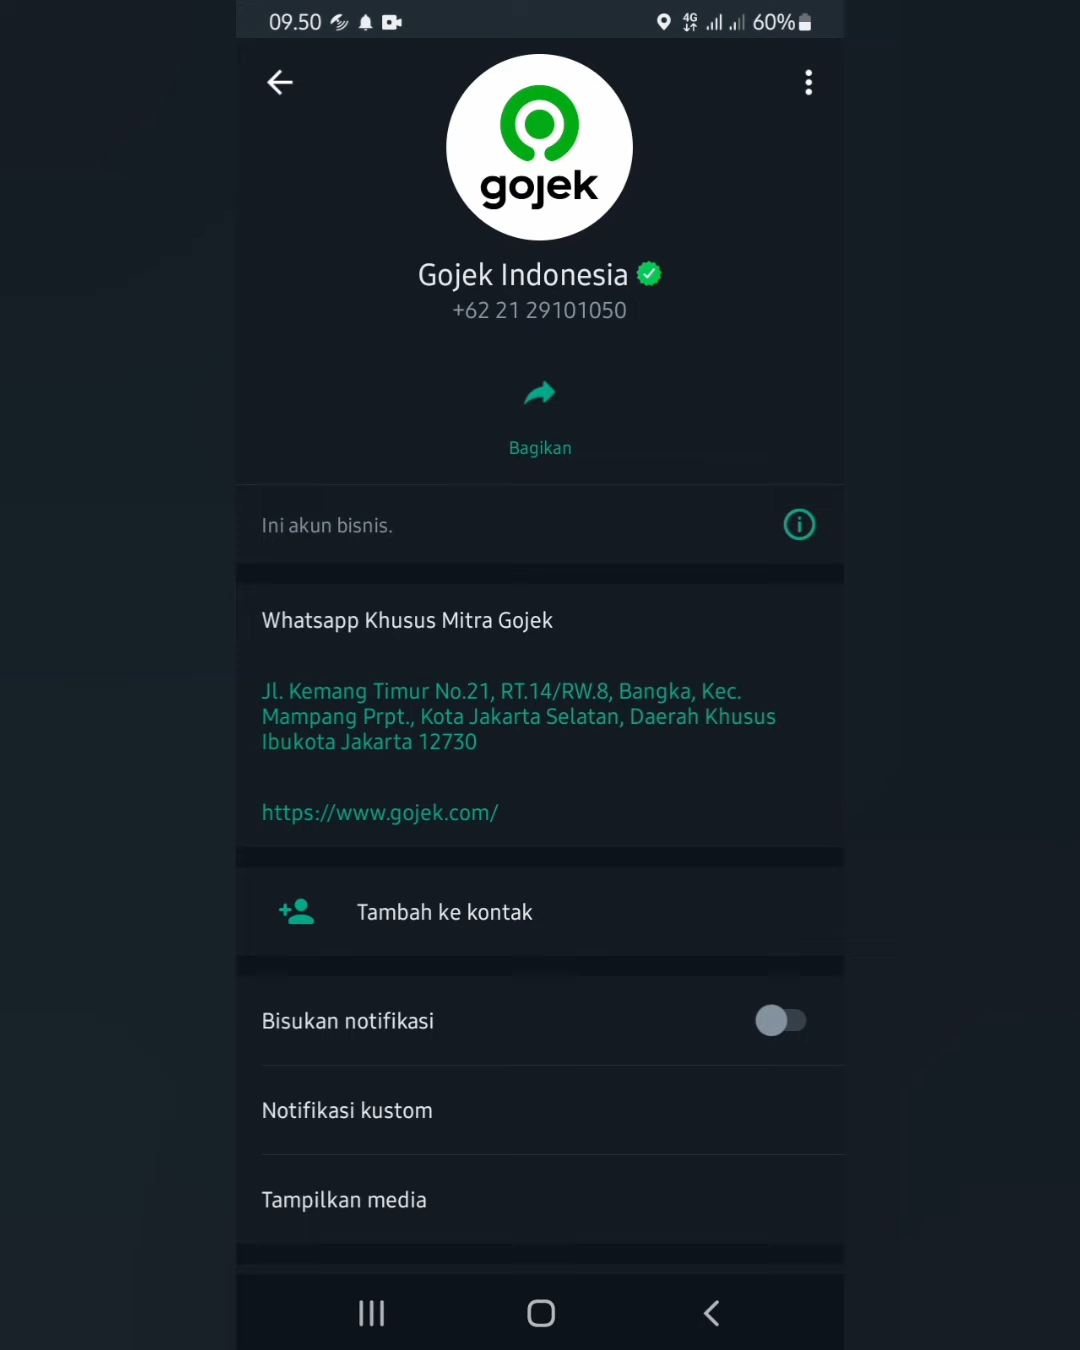 09.50
4G
60%
gojek
Gojek Indonesia
+62 21 29101050
Bagikan
Ini akun bisnis.
Whatsapp Khusus Mitra Gojek
Jl. Kemang Timur No.21, RT.14/RW.8, Bangka, Kec.
Mampang Prpt., Kota Jakarta Selatan, Daerah Khusus
Ibukota Jakarta 12730
https://www.gojek.com/
Tambah ke kontak
Bisukan notifikasi
Notifikasi kustom
Tampilkan media